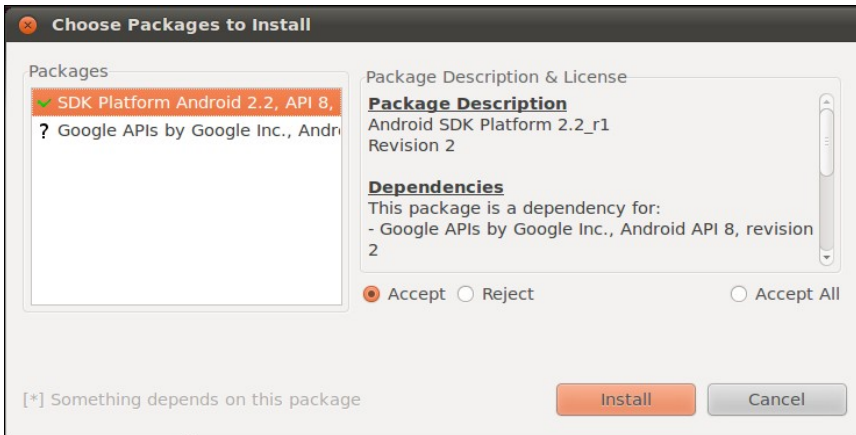 Choose Packages to Install
Packages
SDK Platform Android 2.2, API 8,
? Google APIs by Google Inc., Andr
Package Description & License
Package Description
Android SDK Platform 2.2_r1
Revision 2
Dependencies
This package is a dependency for:
- Google APIs by Google Inc., Android API 8, revision
2
Accept
Reject
Accept All
[*] Something depends on this package
Install
Cancel